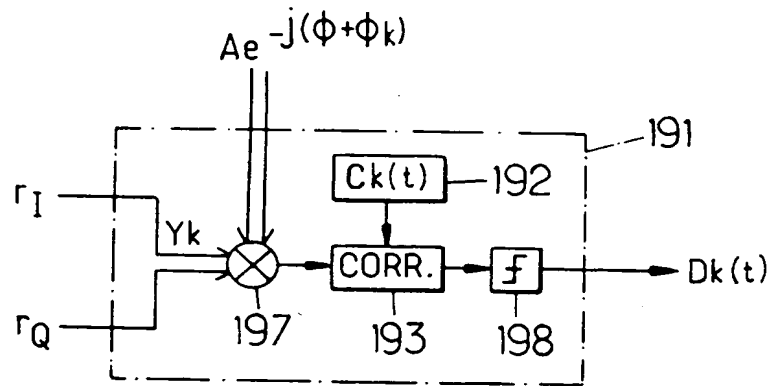 Ae^-j(ϕ+ϕk)
191
Ck(t)
192
rI
Yk
CORR.
Dk(t)
197
193
198
rQ